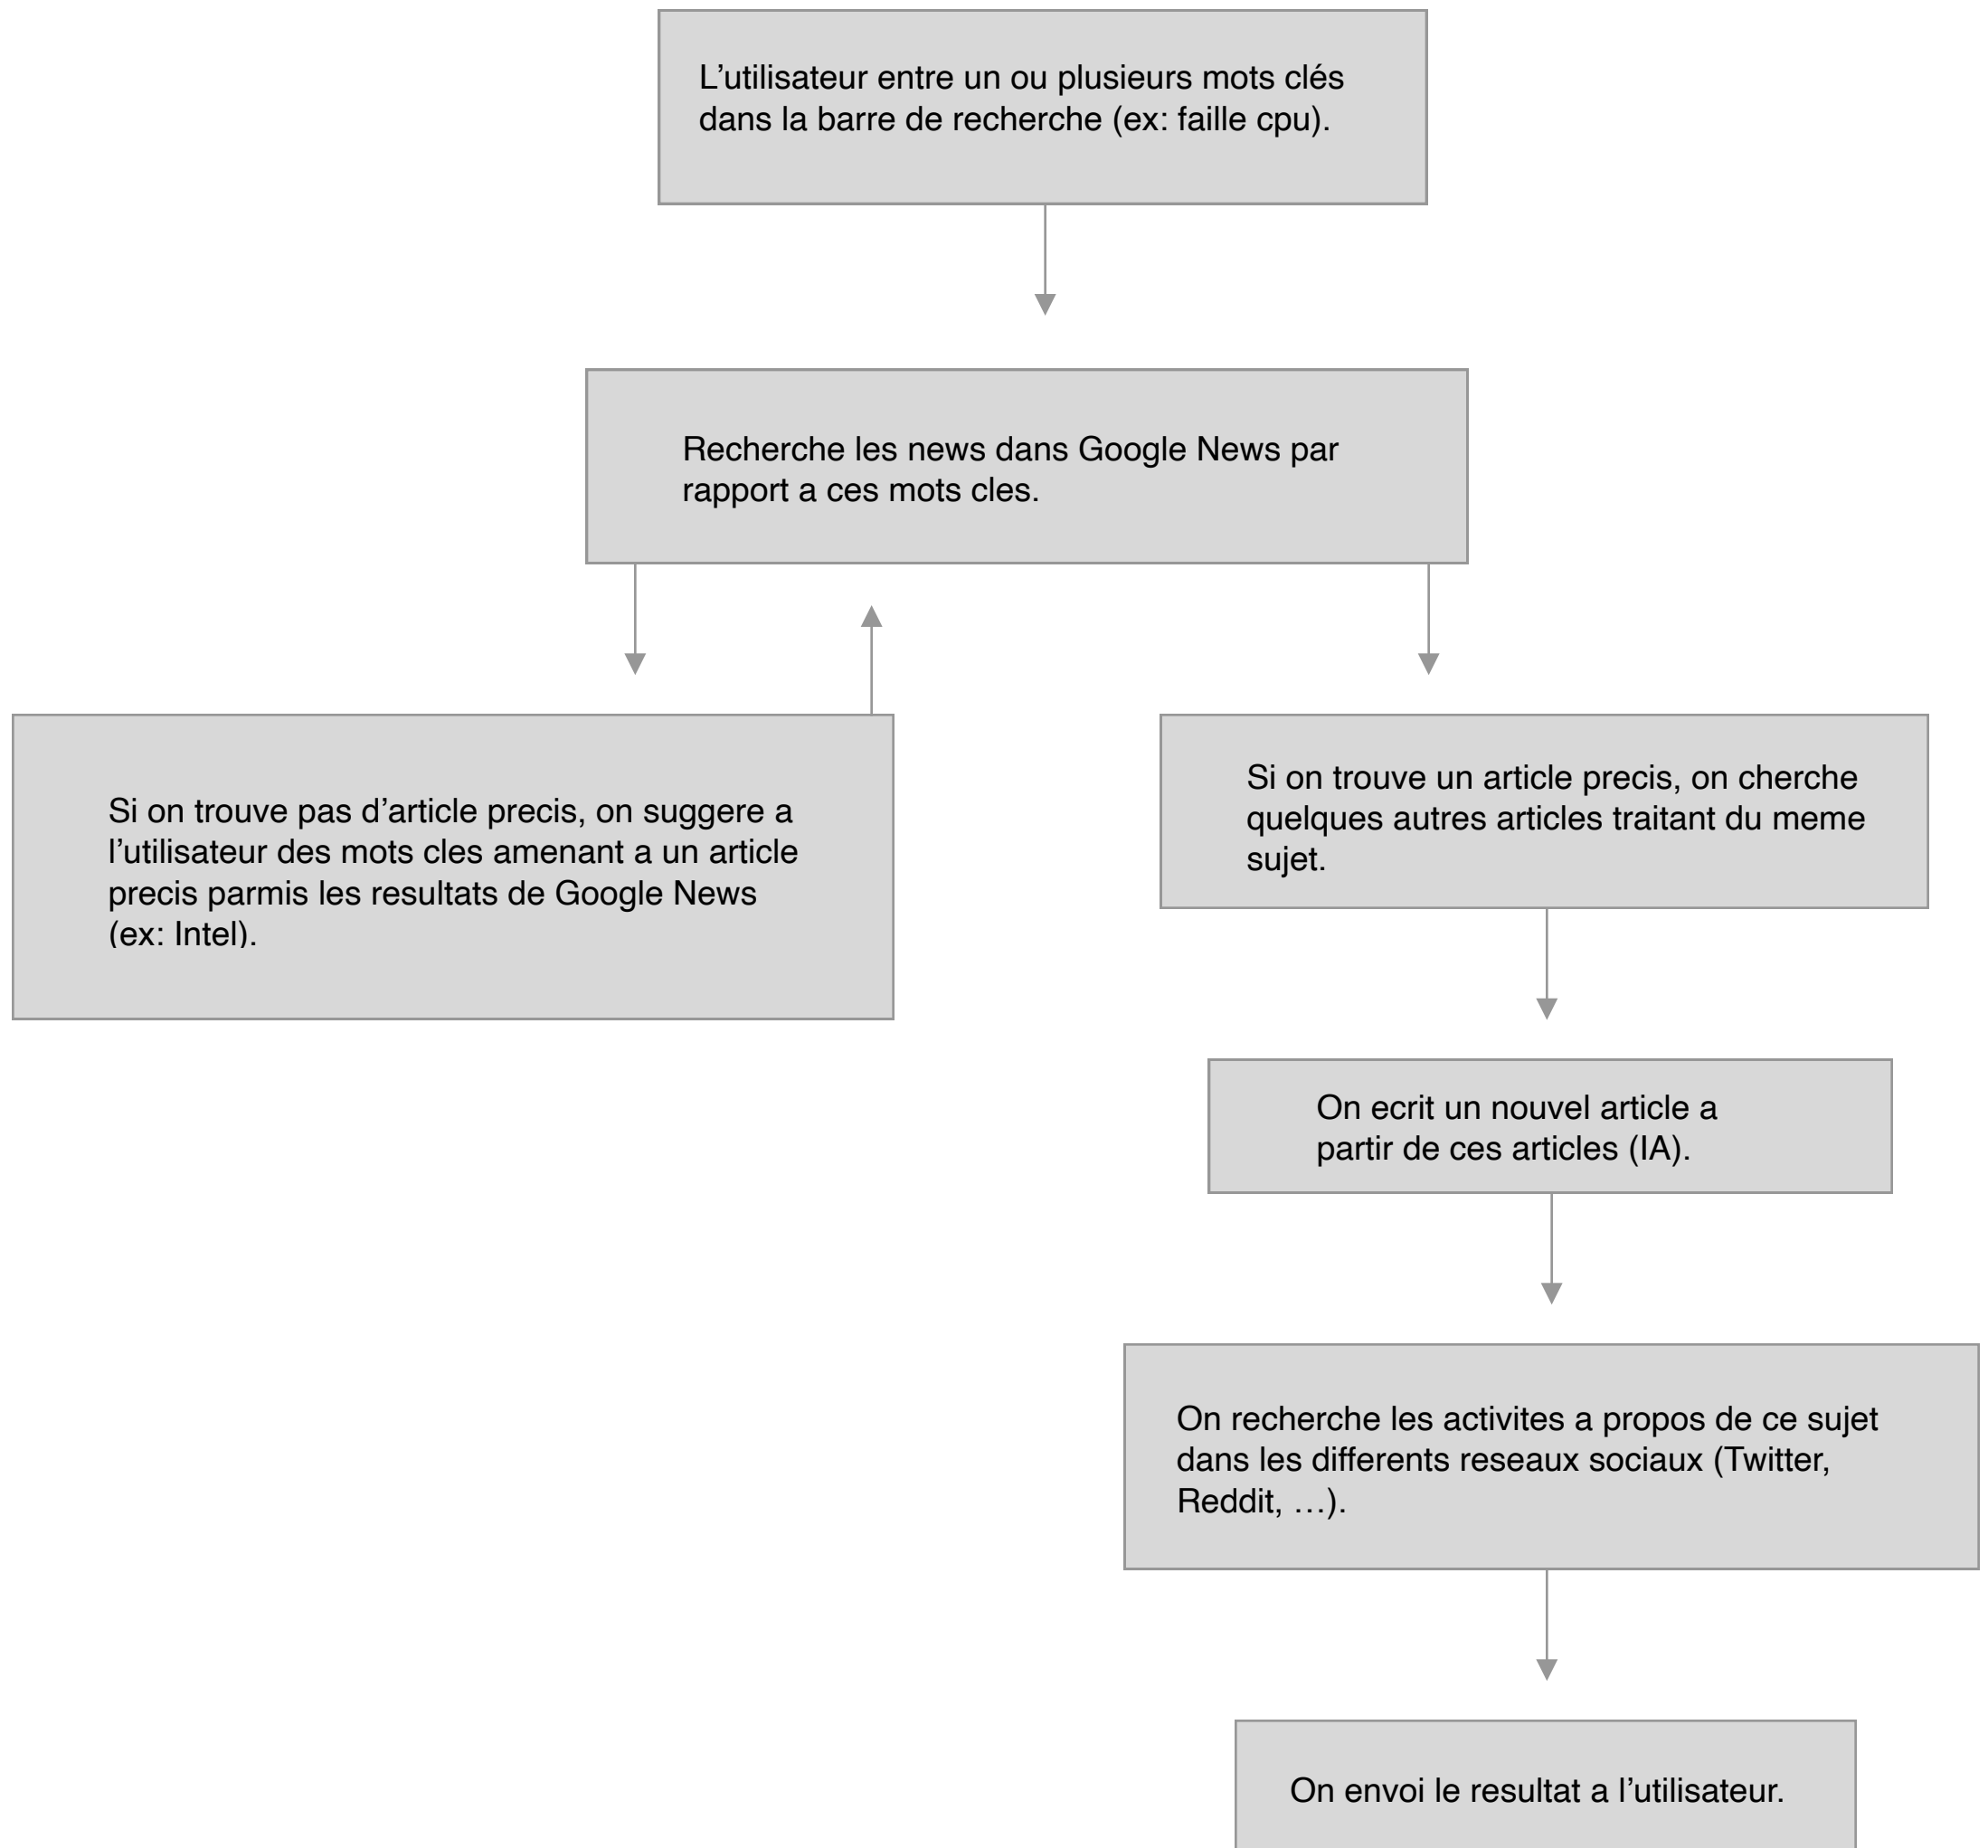 L’utilisateur entre un ou plusieurs mots clés
dans la barre de recherche (ex: faille cpu).
Recherche les news dans Google News par
rapport a ces mots cles.
Si on trouve pas d’article precis, on suggere a
l’utilisateur des mots cles amenant a un article
precis parmis les resultats de Google News
(ex: Intel).
Si on trouve un article precis, on cherche
quelques autres articles traitant du meme
sujet.
On ecrit un nouvel article a
partir de ces articles (IA).
On recherche les activites a propos de ce sujet
dans les differents reseaux sociaux (Twitter,
Reddit, …).
On envoi le resultat a l’utilisateur.